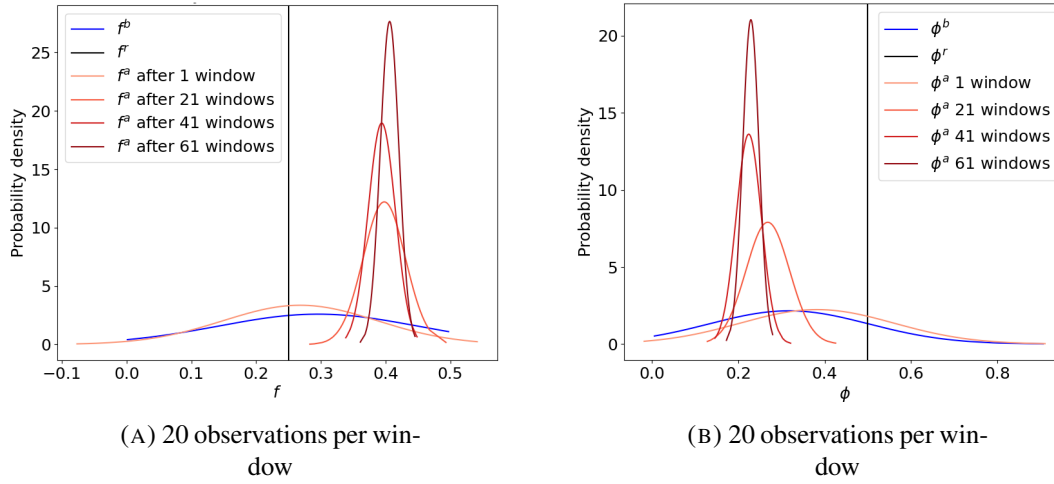 f^b
f^r
f^a after 1 window
f^a after 21 windows
f^a after 41 windows
f^a after 61 windows
Probability density
25
20
15
10
5
0
−0.1 0.0 0.1 0.2 0.3 0.4 0.5
f
(A) 20 observations per win-
dow
ϕ^b
ϕ^r
ϕ^a 1 window
ϕ^a 21 windows
ϕ^a 41 windows
ϕ^a 61 windows
Probability density
20
15
10
5
0
0.0 0.2 0.4 0.6 0.8
ϕ
(B) 20 observations per win-
dow